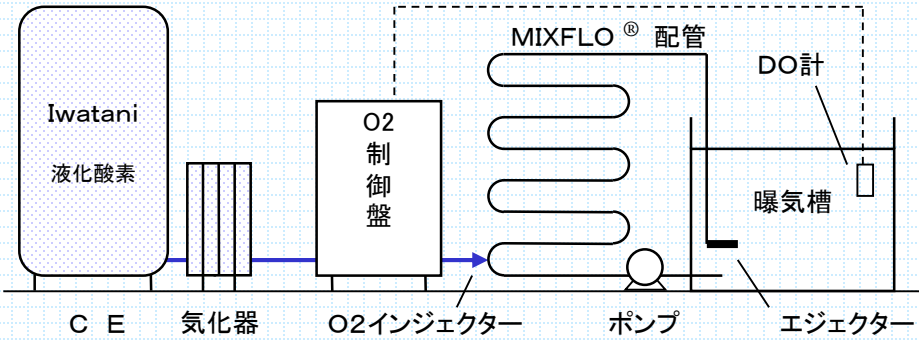 MIXFLO ® 配管
DO計
Iwatani
液化酸素
O2
制
御
盤
曝気槽
C E
気化器
O2インジェクター
ポンプ
エジェクター